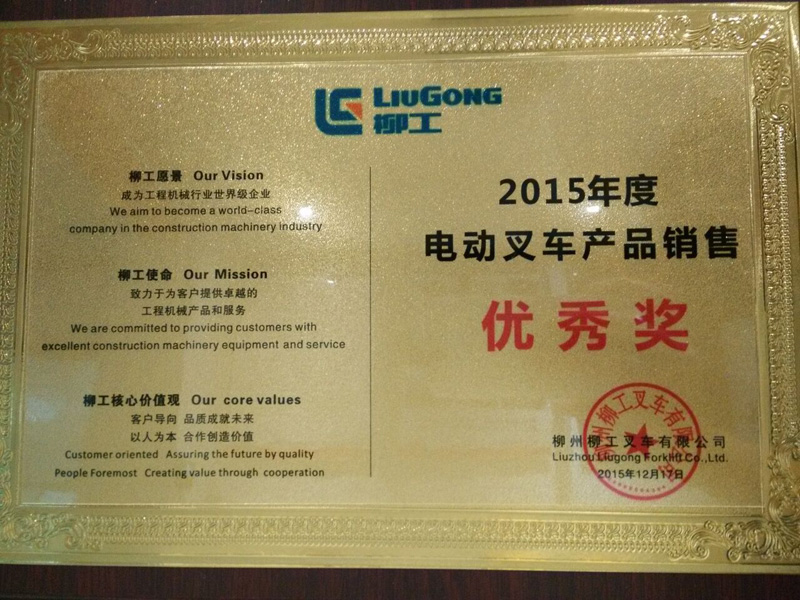 LIUGONG
柳工
柳工愿景 Our Vision
成为工程机械行业世界级企业
We aim to become a world-class
company in the construction machinery industry
柳工使命 Our Mission
致力于为客户提供卓越的
工程机械产品和服务
We are committed to providing customers with
excellent construction machinery equipment and service
柳工核心价值观 Our core values
客户导向 品质成就未来
以人为本 合作创造价值
Customer oriented Assuring the future by quality
People Foremost Creating value through cooperation
2015年度
电动叉车产品销售
优秀奖
柳州柳工叉车有限公司
Liuzhou Liugong Forklift Co.,Ltd.
2015年12月17日
州柳工叉车有限